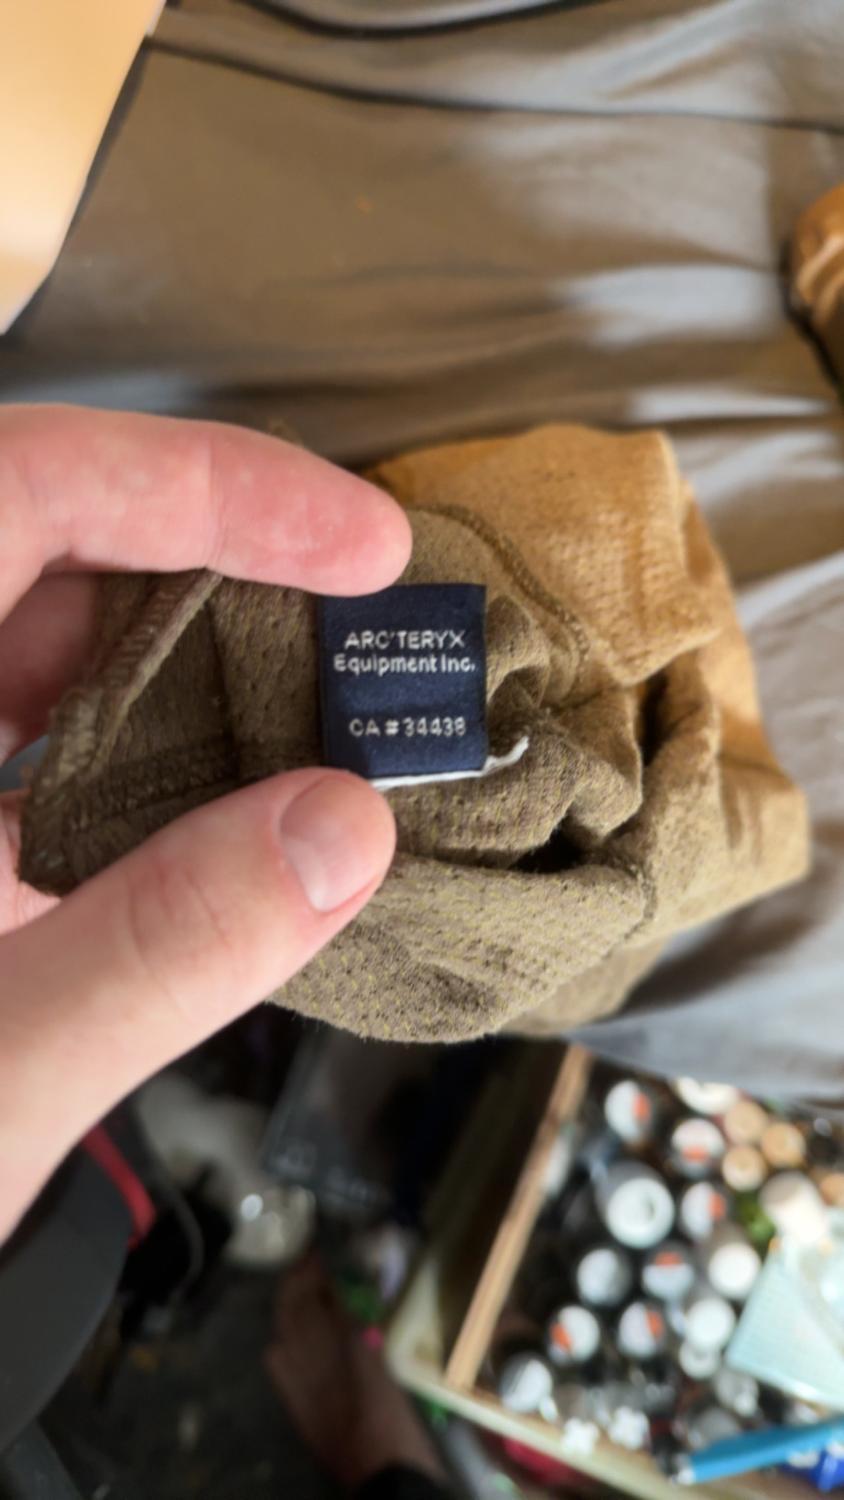 ARC'TERYX
Equipment Inc.
CA # 34438